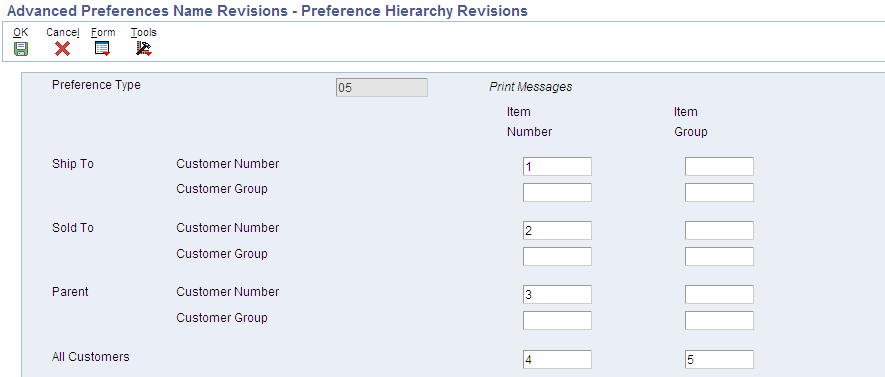 Advanced Preferences Name Revisions - Preference Hierarchy Revisions
OK Cancel Form Tools
Preference Type 05 Print Messages
Item Item
Number Group
Ship To Customer Number 1
Customer Group
Sold To Customer Number 2
Customer Group
Parent Customer Number 3
Customer Group
All Customers 4 5